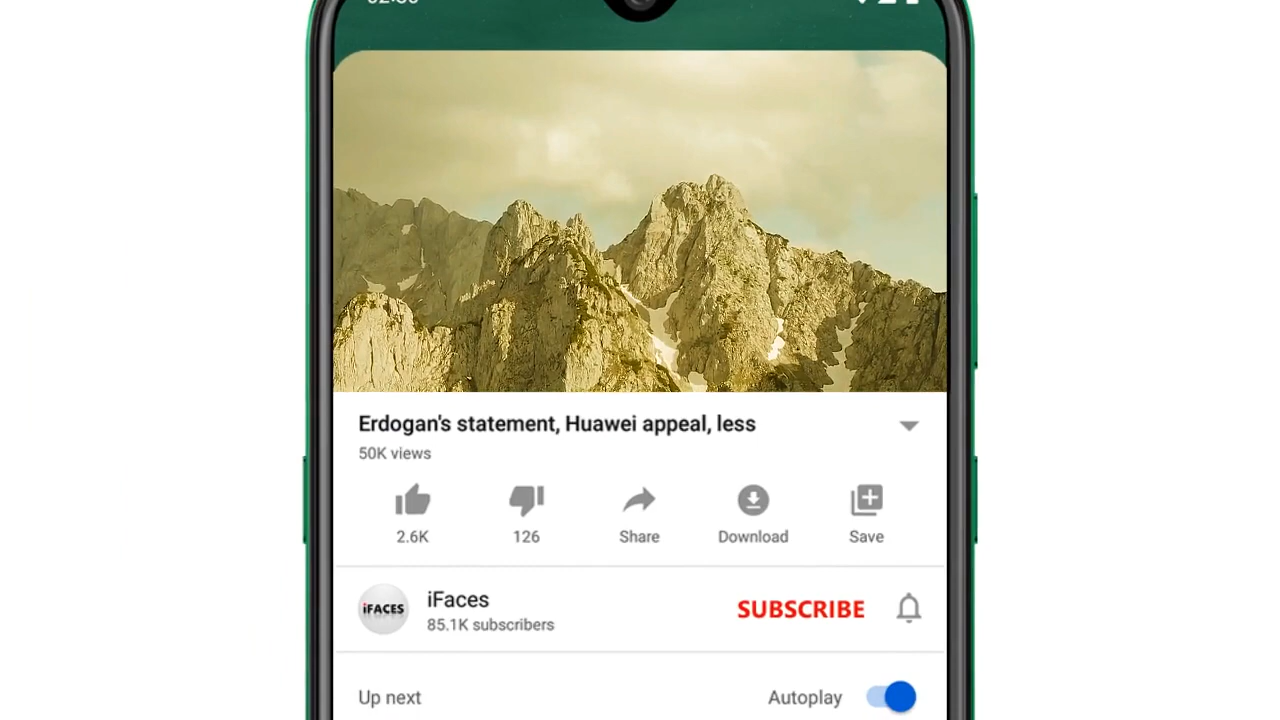 Erdogan's statement, Huawei appeal, less
50K views
2.6K 126 Share Download Save
iFACES
iFaces
SUBSCRIBE
85.1K subscribers
Up next
Autoplay